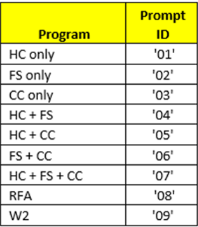 Program Prompt ID
HC only '01'
FS only '02'
CC only '03'
HC + FS '04'
HC + CC '05'
FS + CC '06'
HC + FS + CC '07'
RFA '08'
W2 '09'